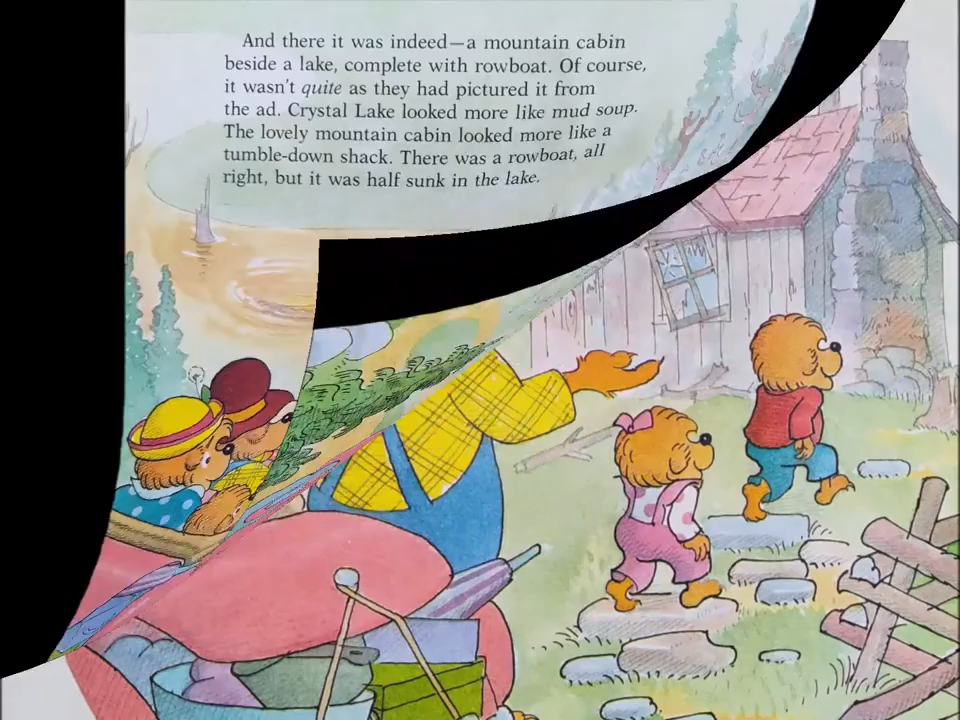 And there it was indeed—a mountain cabin
beside a lake, complete with rowboat. Of course,
it wasn't quite as they had pictured it from
the ad. Crystal Lake looked more like mud soup.
The lovely mountain cabin looked more like a
tumble-down shack. There was a rowboat, all
right, but it was half sunk in the lake.